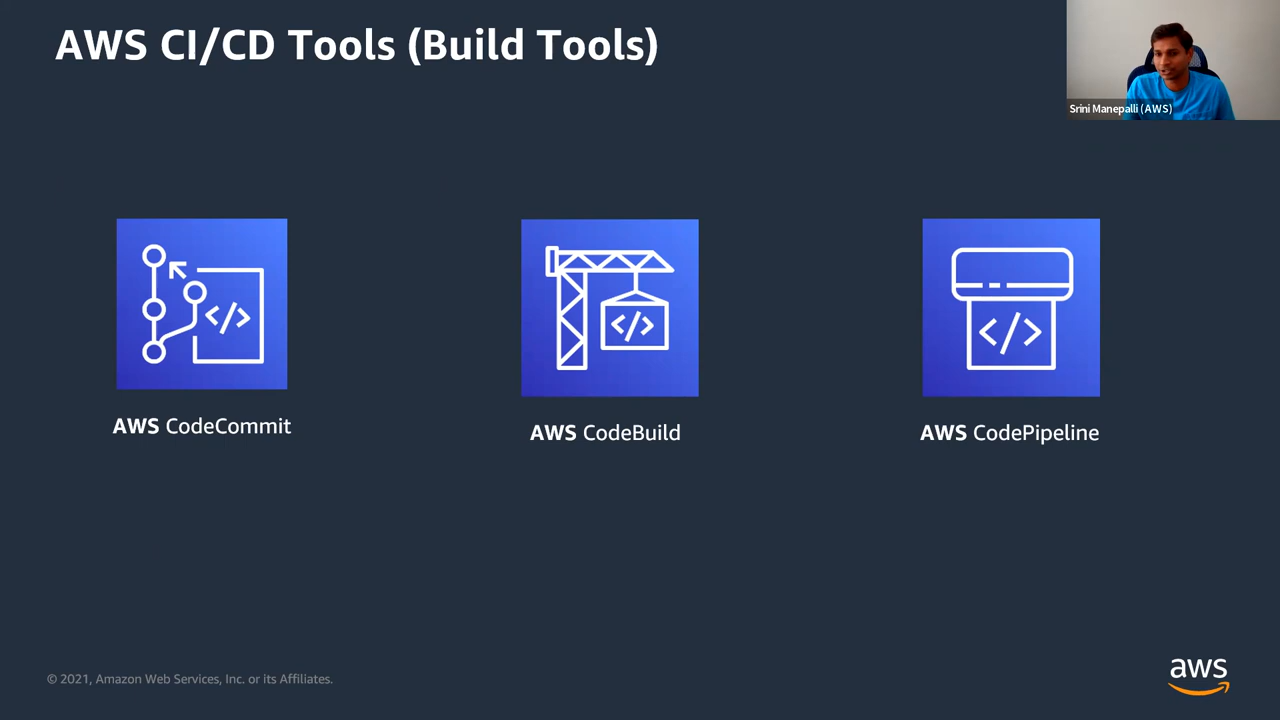 AWS CI/CD Tools (Build Tools)
Srini Manepalli (AWS)
</>
</>
</>
AWS CodeCommit
AWS CodeBuild
AWS CodePipeline
© 2021, Amazon Web Services, Inc. or its Affiliates.
aws